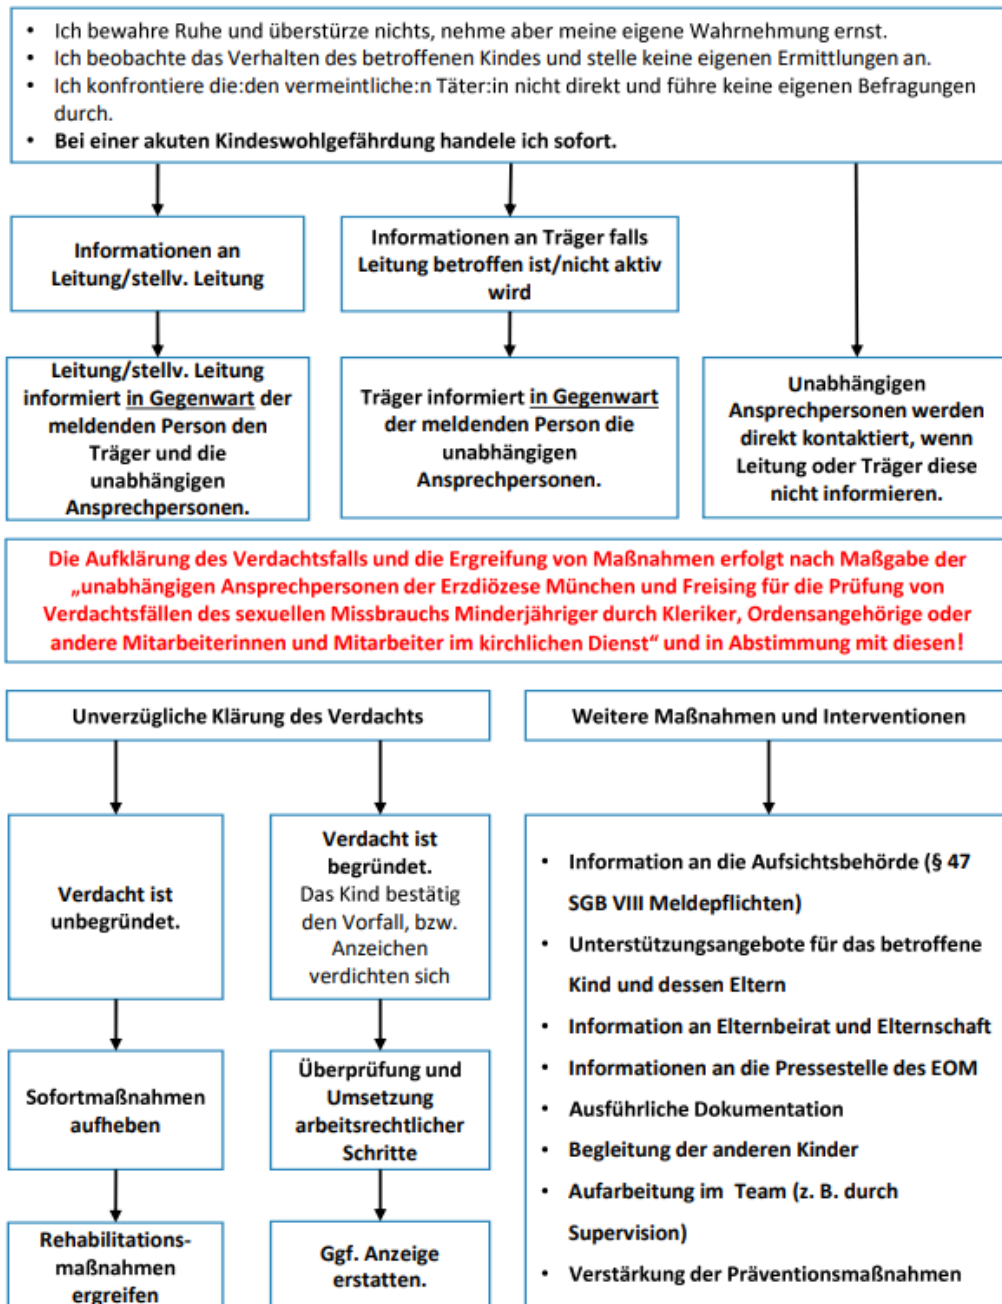 • Ich bewahre Ruhe und überstürze nichts, nehme aber meine eigene Wahrnehmung ernst.
• Ich beobachte das Verhalten des betroffenen Kindes und stelle keine eigenen Ermittlungen an.
• Ich konfrontiere die:den vermeintliche:n Täter:in nicht direkt und führe keine eigenen Befragungen
durch.
• Bei einer akuten Kindeswohlgefährdung handele ich sofort.
Informationen an
Leitung/stellv. Leitung
Informationen an Träger falls
Leitung betroffen ist/nicht aktiv
wird
Leitung/stellv. Leitung
informiert in Gegenwart der
meldenden Person den
Träger und die
unabhängigen
Ansprechpersonen.
Träger informiert in Gegenwart
der meldenden Person die
unabhängigen
Ansprechpersonen.
Unabhängigen
Ansprechpersonen werden
direkt kontaktiert, wenn
Leitung oder Träger diese
nicht informieren.
Die Aufklärung des Verdachtsfalls und die Ergreifung von Maßnahmen erfolgt nach Maßgabe der
„unabhängigen Ansprechpersonen der Erzdiözese München und Freising für die Prüfung von
Verdachtsfällen des sexuellen Missbrauchs Minderjähriger durch Kleriker, Ordensangehörige oder
andere Mitarbeiterinnen und Mitarbeiter im kirchlichen Dienst“ und in Abstimmung mit diesen!
Unverzügliche Klärung des Verdachts
Verdacht ist
unbegründet.
Sofortmaßnahmen
aufheben
Rehabilitations-
maßnahmen
ergreifen
Verdacht ist
begründet.
Das Kind bestätig
den Vorfall, bzw.
Anzeichen
verdichten sich
Überprüfung und
Umsetzung
arbeitsrechtlicher
Schritte
Ggf. Anzeige
erstatten.
Weitere Maßnahmen und Interventionen
• Information an die Aufsichtsbehörde (§ 47
SGB VIII Meldepflichten)
• Unterstützungsangebote für das betroffene
Kind und dessen Eltern
• Information an Elternbeirat und Elternschaft
• Informationen an die Pressestelle des EOM
• Ausführliche Dokumentation
• Begleitung der anderen Kinder
• Aufarbeitung im Team (z. B. durch
Supervision)
• Verstärkung der Präventionsmaßnahmen